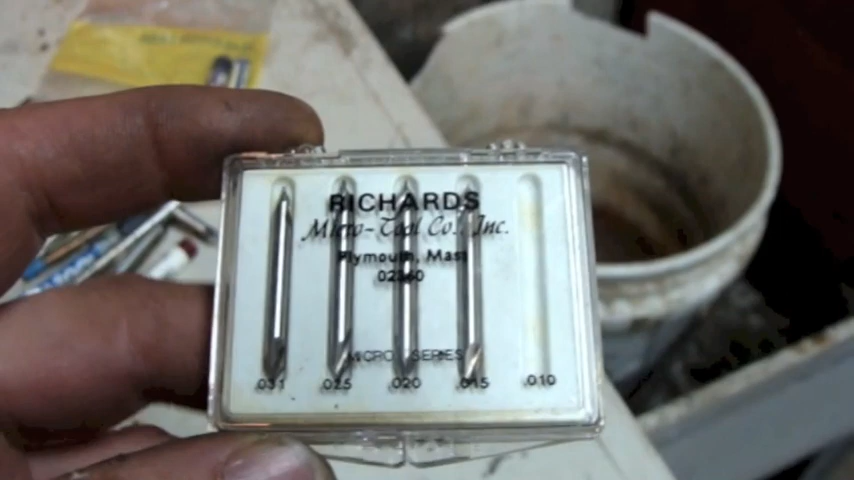 RICHARDS
Micro-Tool Co., Inc.
Plymouth, Mass
02360
MICRO SERIES
.031 .025 .020 .015 .010